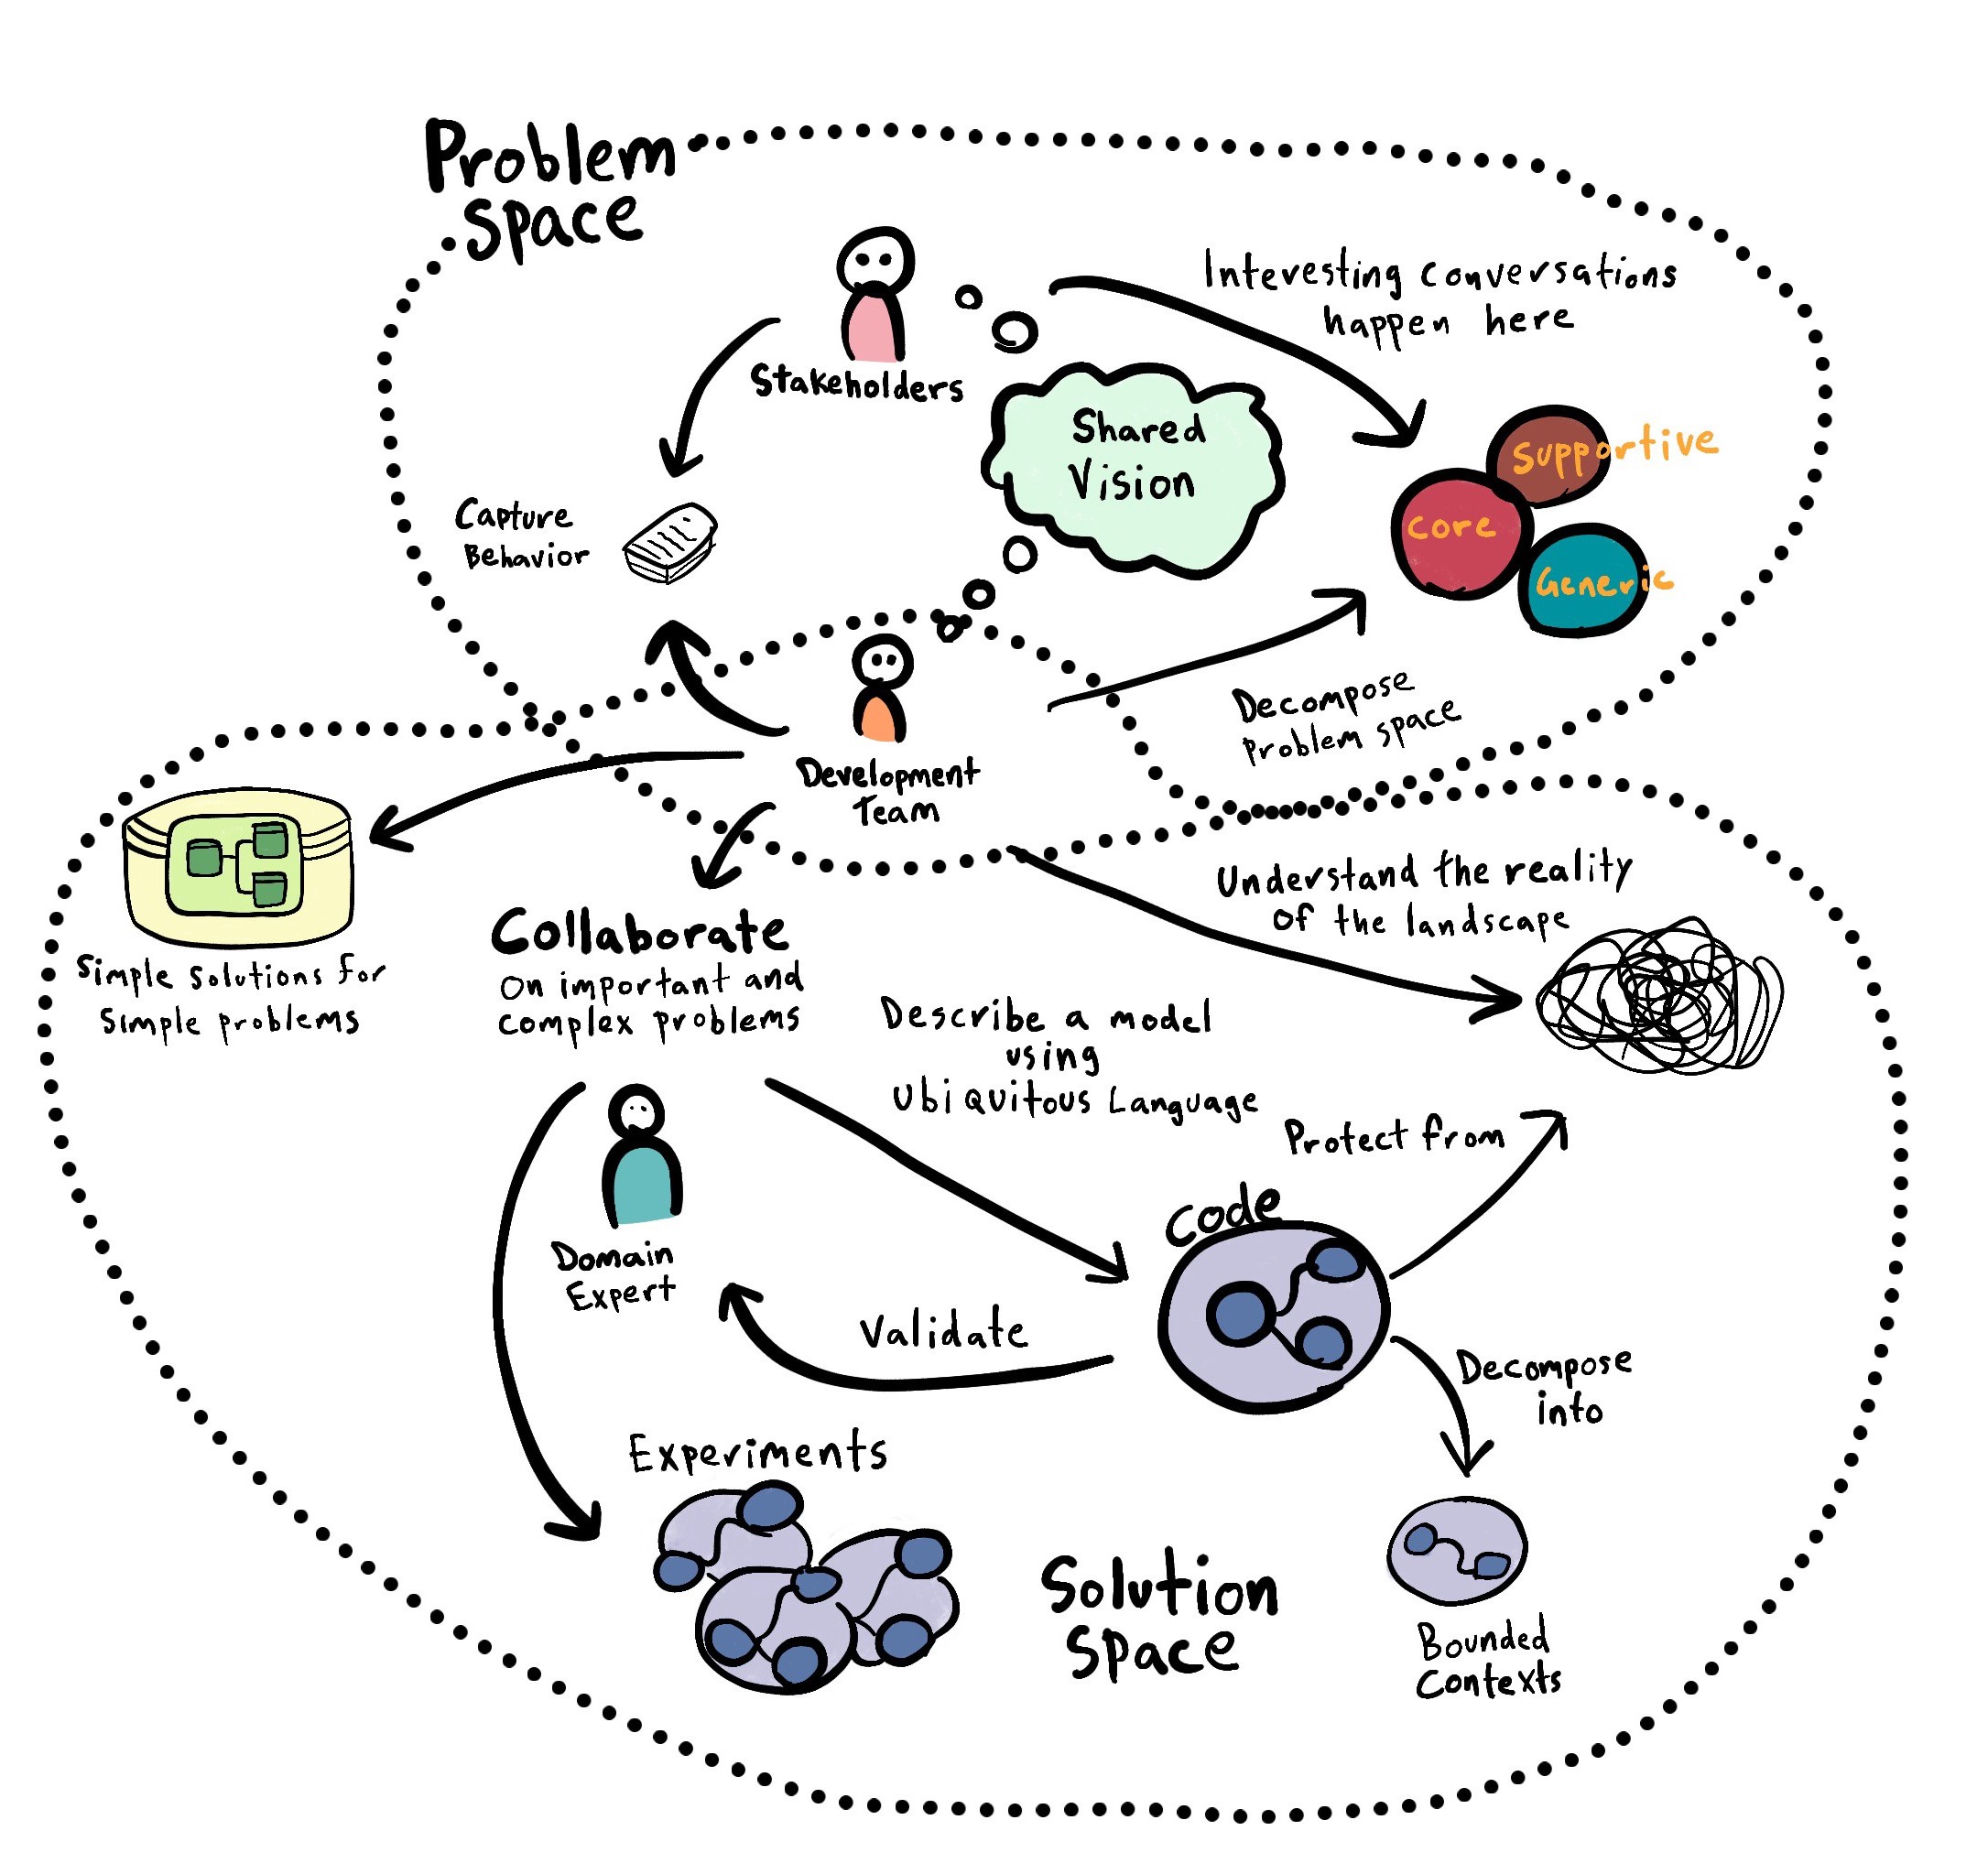 Problem
Space
Interesting conversations
happen here
Stakeholders
Shared
Vision
Supportive
Core
Generic
Capture
Behavior
Decompose
Problem space
Development
Team
Understand the reality
of the landscape
Collaborate
on important and
complex problems
Simple solutions for
Simple problems
Describe a model
using
Ubiquitous Language
Protect from
Code
Domain
Expert
Validate
Decompose
into
Experiments
Solution
Space
Bounded
Contexts